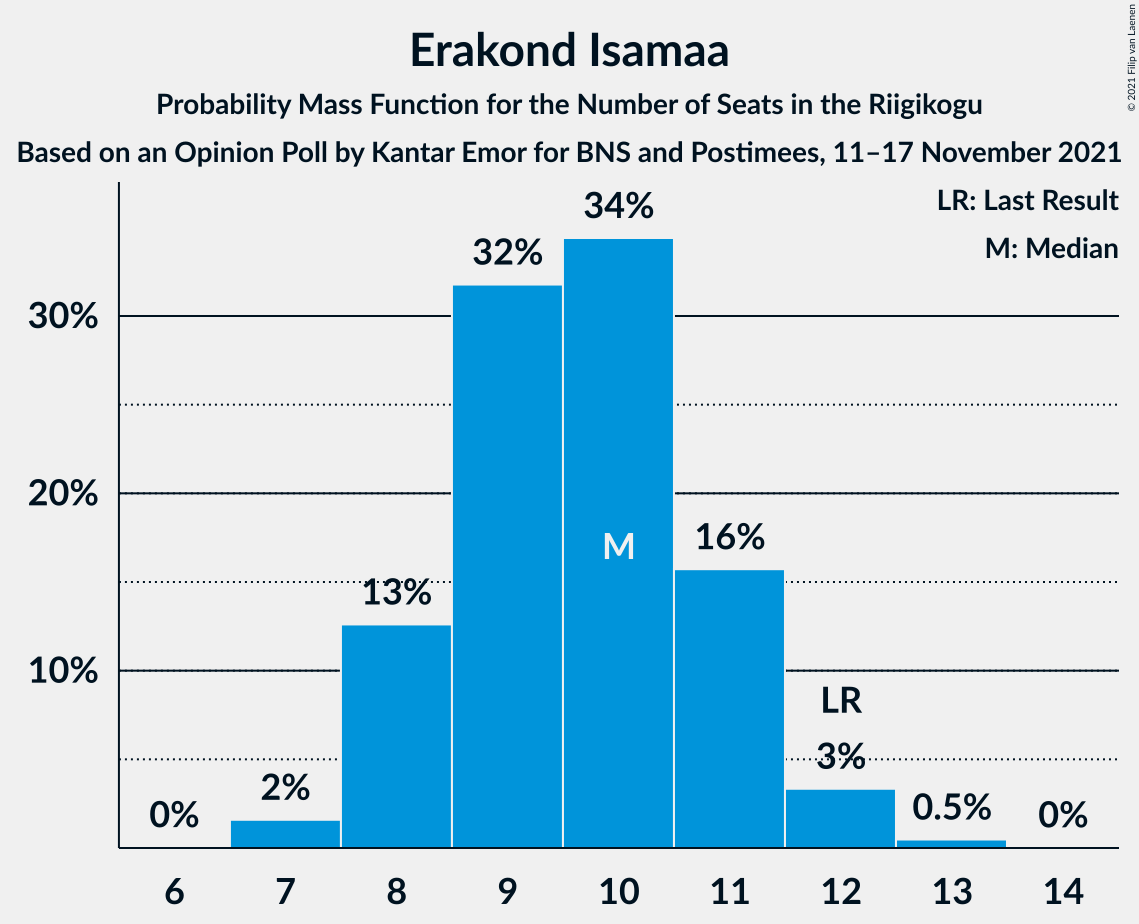 Erakond Isamaa
Probability Mass Function for the Number of Seats in the Riigikogu
Based on an Opinion Poll by Kantar Emor for BNS and Postimees, 11–17 November 2021
© 2021 Filip van Laenen
LR: Last Result
M: Median
30%
20%
10%
0%
2%
13%
32%
34%
M
16%
LR
3%
0.5%
0%
6 7 8 9 10 11 12 13 14